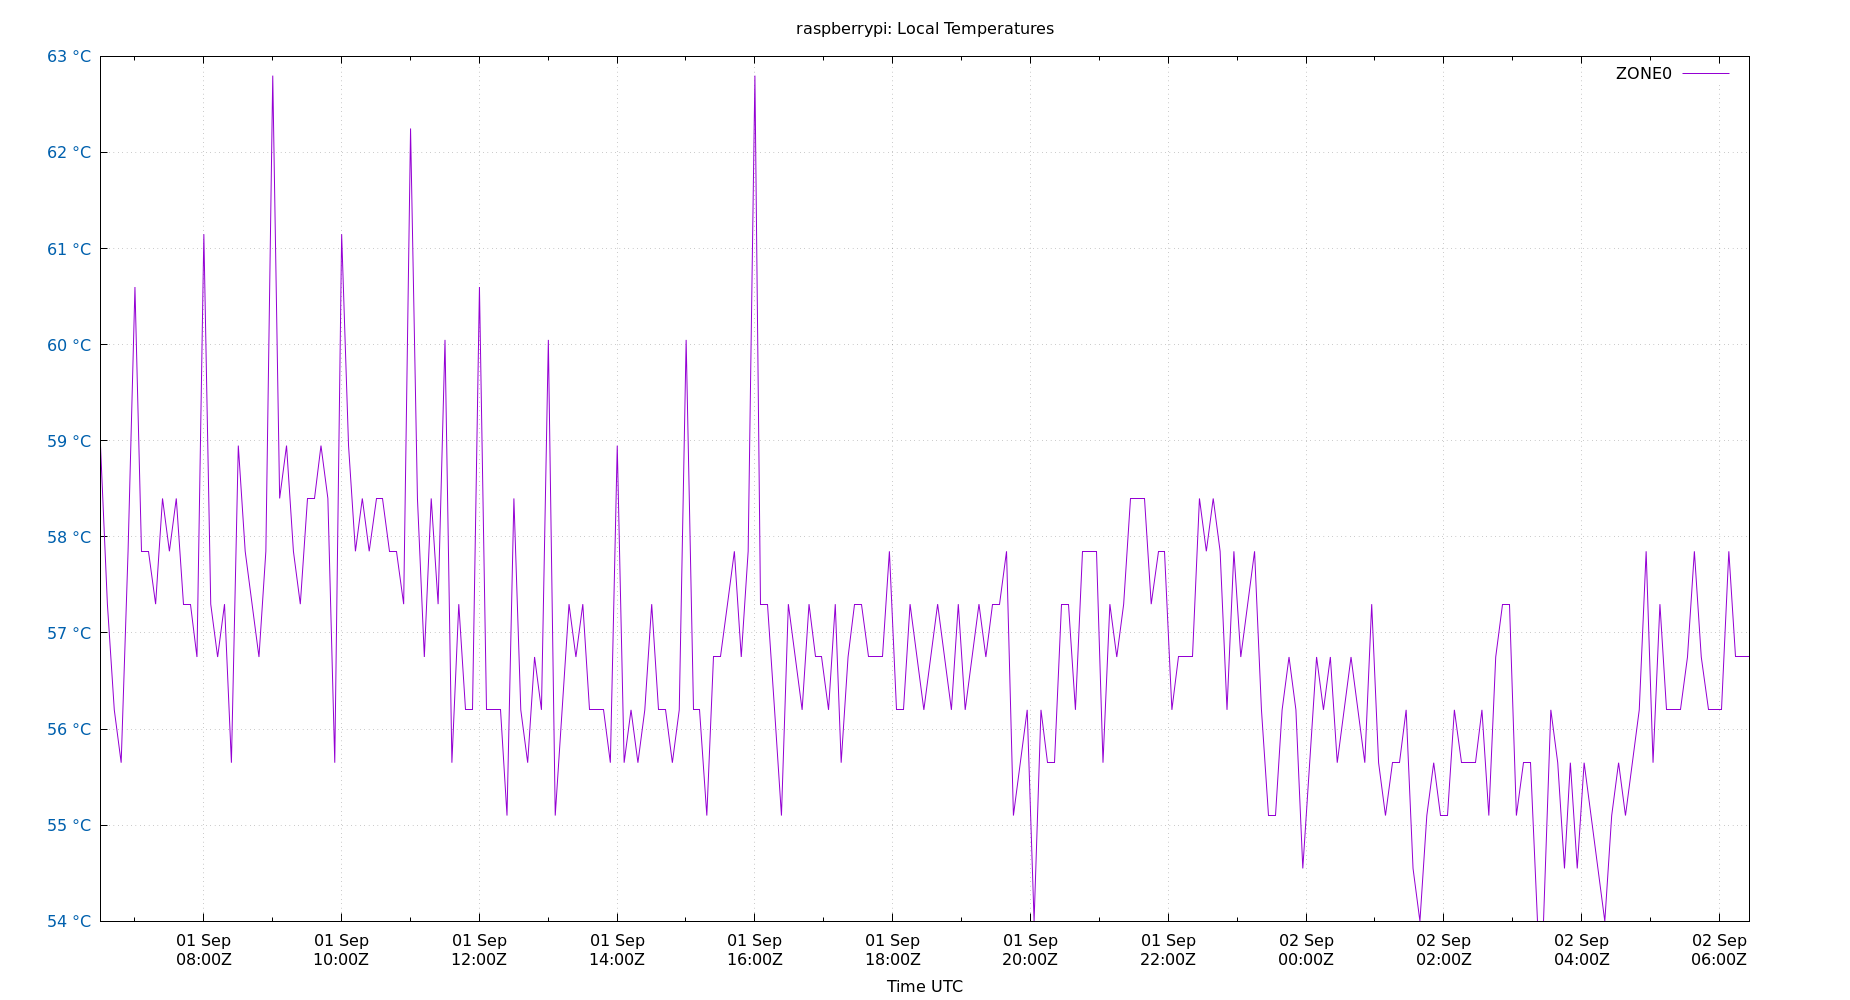 raspberrypi: Local Temperatures
63 °C
ZONE0
62 °C
61 °C
60 °C
59 °C
58 °C
57 °C
56 °C
55 °C
54 °C
01 Sep 01 Sep 01 Sep 01 Sep 01 Sep 01 Sep 01 Sep 01 Sep 02 Sep 02 Sep 02 Sep 02 Sep
08:00Z 10:00Z 12:00Z 14:00Z 16:00Z 18:00Z 20:00Z 22:00Z 00:00Z 02:00Z 04:00Z 06:00Z
Time UTC